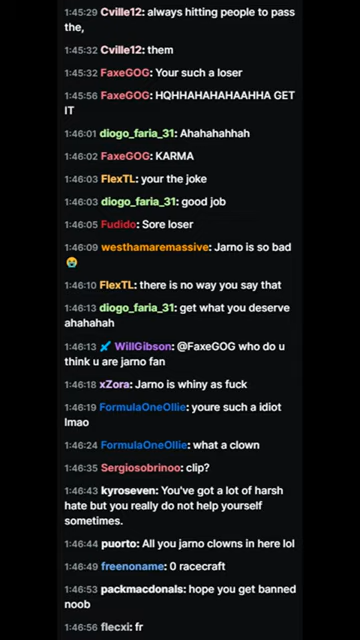 1:45:29 Cville12: always hitting people to pass
the,
1:45:32 Cville12: them
1:45:32 FaxeGOG: Your such a loser
1:45:56 FaxeGOG: HQHHAHAHAHAAHHA GET
IT
1:46:01 diogo_faria_31: Ahahahahhah
1:46:02 FaxeGOG: KARMA
1:46:03 FlexTL: your the joke
1:46:03 diogo_faria_31: good job
1:46:05 Fudido: Sore loser
1:46:09 westhamaremassive: Jarno is so bad
😭
1:46:10 FlexTL: there is no way you say that
1:46:13 diogo_faria_31: get what you deserve
ahahahah
1:46:13 WillGibson: @FaxeGOG who do u
think u are jarno fan
1:46:18 xZora: Jarno is whiny as fuck
1:46:19 FormulaOneOllie: youre such a idiot
lmao
1:46:24 FormulaOneOllie: what a clown
1:46:35 Sergiosobrinoo: clip?
1:46:43 kyroseven: You've got a lot of harsh
hate but you really do not help yourself
sometimes.
1:46:44 puorto: All you jarno clowns in here lol
1:46:49 freenoname: 0 racecraft
1:46:53 packmacdonals: hope you get banned
noob
1:46:56 flecxi: fr